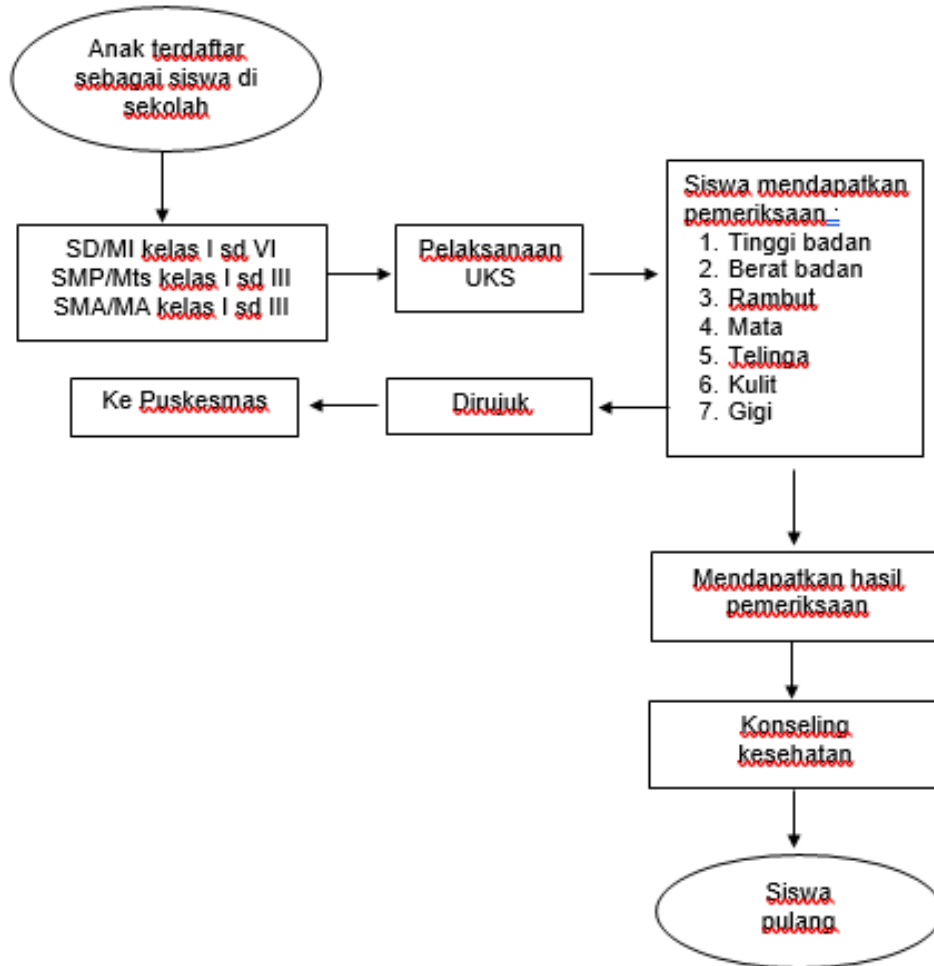 Anak terdaftar
sebagai siswa di
sekolah
SD/MI kelas I sd VI
SMP/Mts kelas I sd III
SMA/MA kelas I sd III
Pelaksanaan
UKS
Siswa mendapatkan
pemeriksaan :
1. Tinggi badan
2. Berat badan
3. Rambut
4. Mata
5. Telinga
6. Kulit
7. Gigi
Dirujuk
Ke Puskesmas
Mendapatkan hasil
pemeriksaan
Konseling
kesehatan
Siswa
pulang